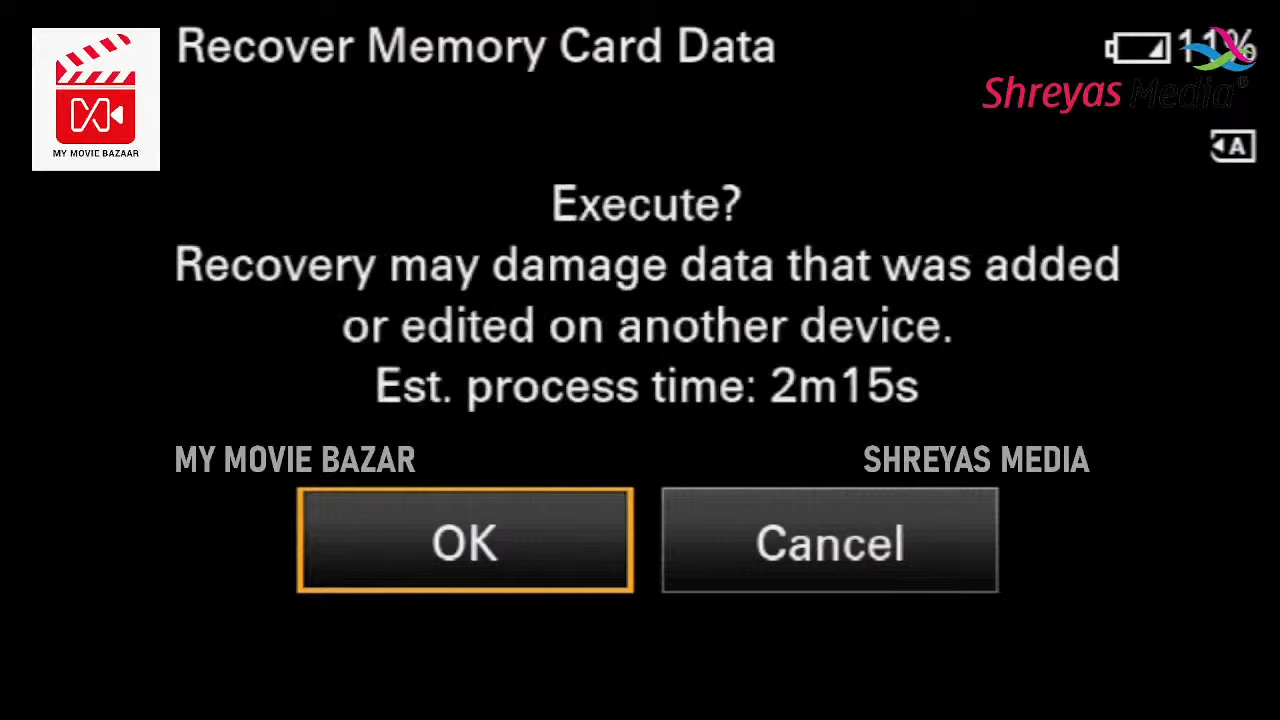 Recover Memory Card Data
11%
Shreyas Media
MY MOVIE BAZAAR
A
Execute?
Recovery may damage data that was added
or edited on another device.
Est. process time: 2m15s
MY MOVIE BAZAR
SHREYAS MEDIA
OK
Cancel